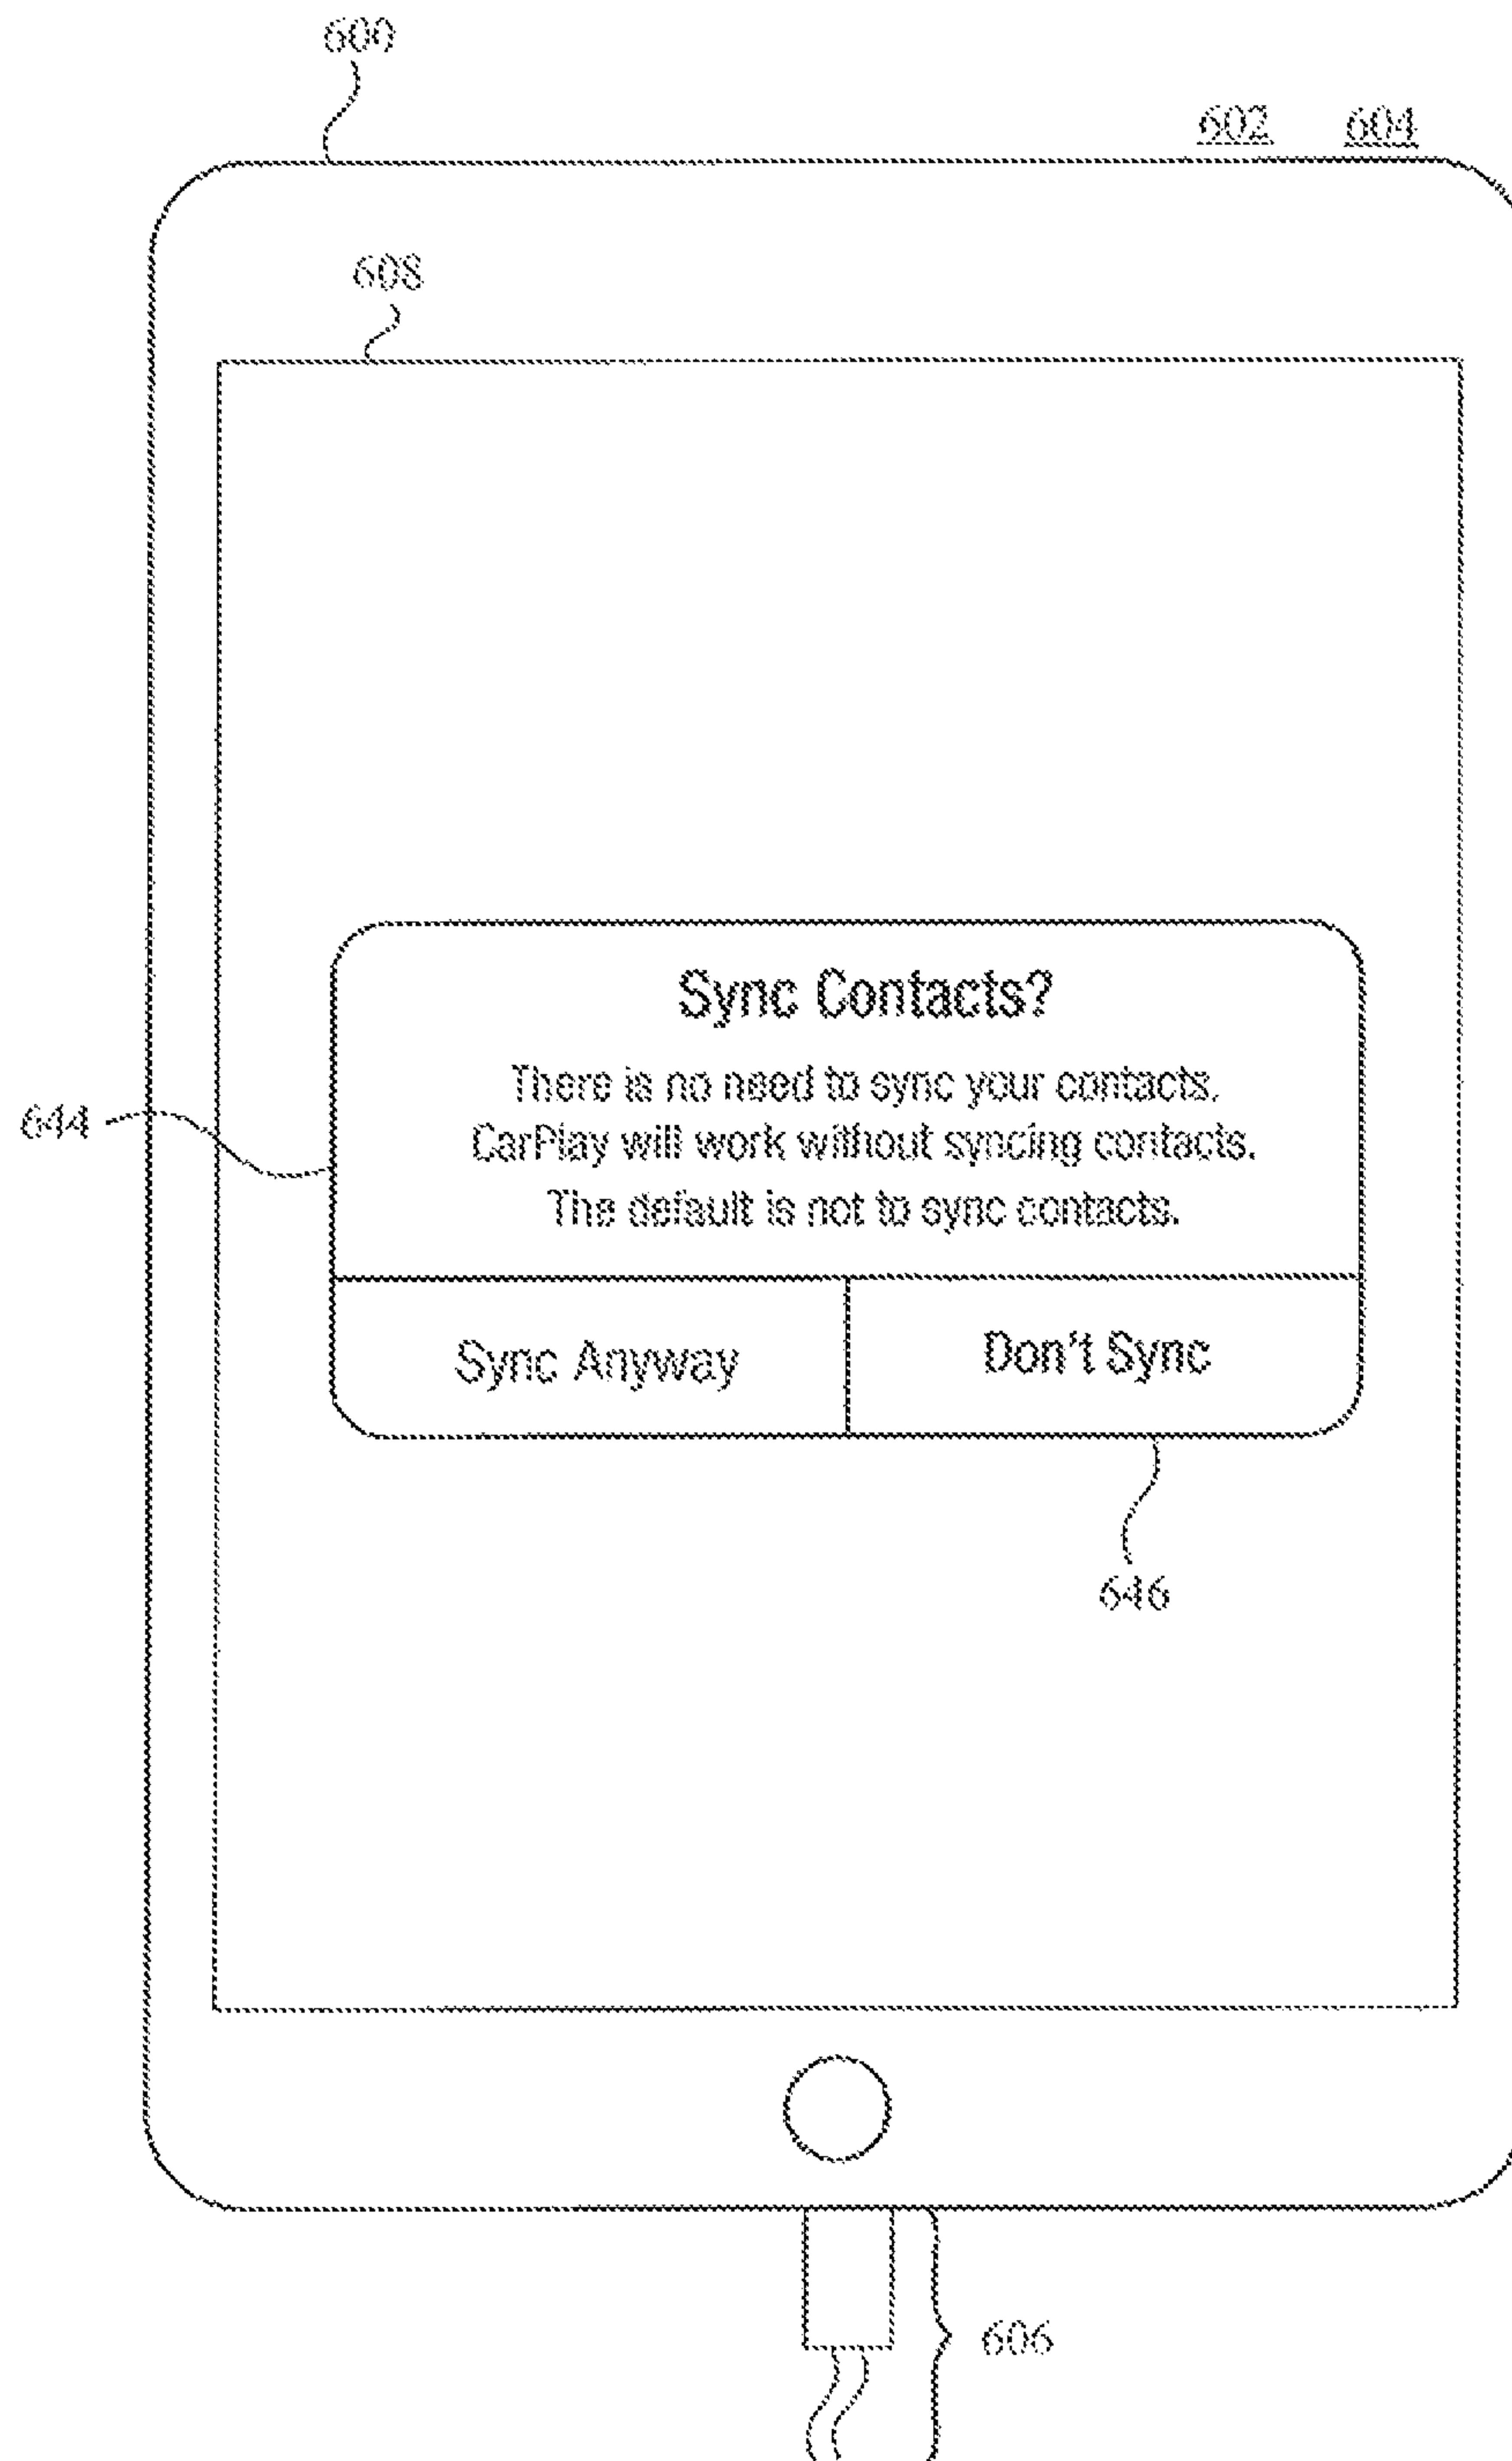 600
602 604
608
Sync Contacts?
There is no need to sync your contacts.
CarPlay will work without syncing contacts.
The default is not to sync contacts.
644
Sync Anyway
Don't Sync
646
606